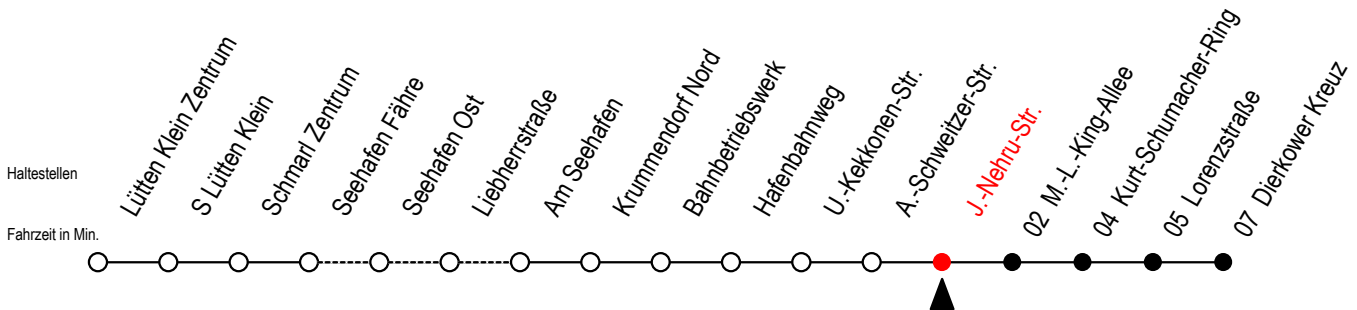 Haltestellen
Fahrzeit in Min.
Lütten Klein Zentrum
S Lütten Klein
Schmarl Zentrum
Seehafen Fähre
Seehafen Ost
Liebherrstraße
Am Seehafen
Krummendorf Nord
Bahnbetriebswerk
Hafenbahnweg
U.-Kekkonen-Str.
A.-Schweitzer-Str.
J.-Nehru-Str.
02 M.-L.-King-Allee
04 Kurt-Schumacher-Ring
05 Lorenzstraße
07 Dierkower Kreuz